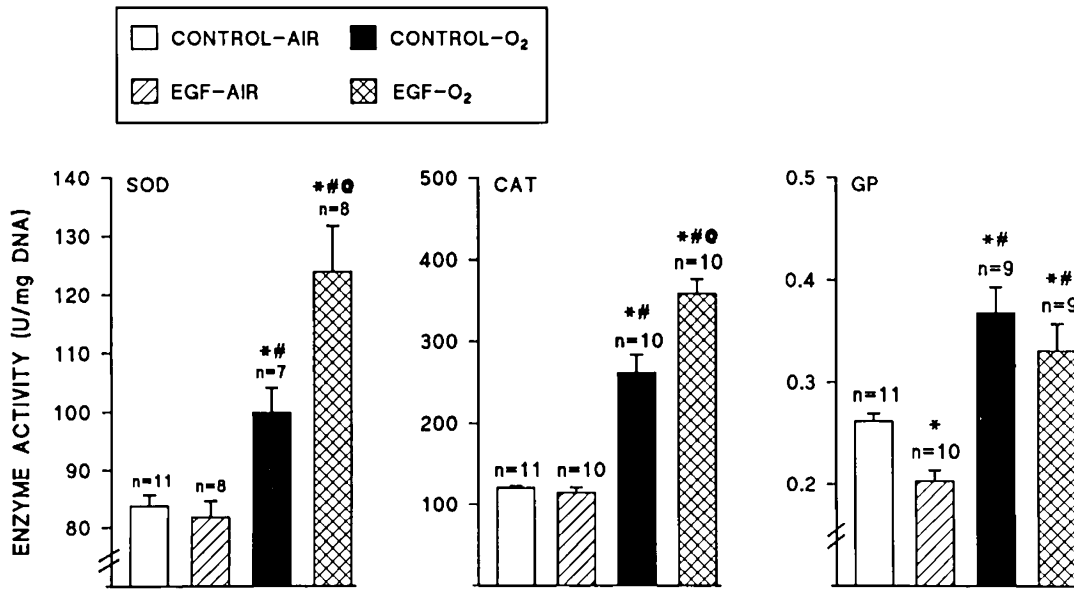 CONTROL-AIR CONTROL-O₂
EGF-AIR EGF-O₂
ENZYME ACTIVITY (U/mg DNA)
SOD
140
130
120
110
100
90
80
n=11
n=8
*#
n=7
*#@
n=8
CAT
500
400
300
200
100
n=11
n=10
*#
n=10
*#@
n=10
GP
0.5
0.4
0.3
0.2
n=11
*
n=10
*#
n=9
*#
n=9